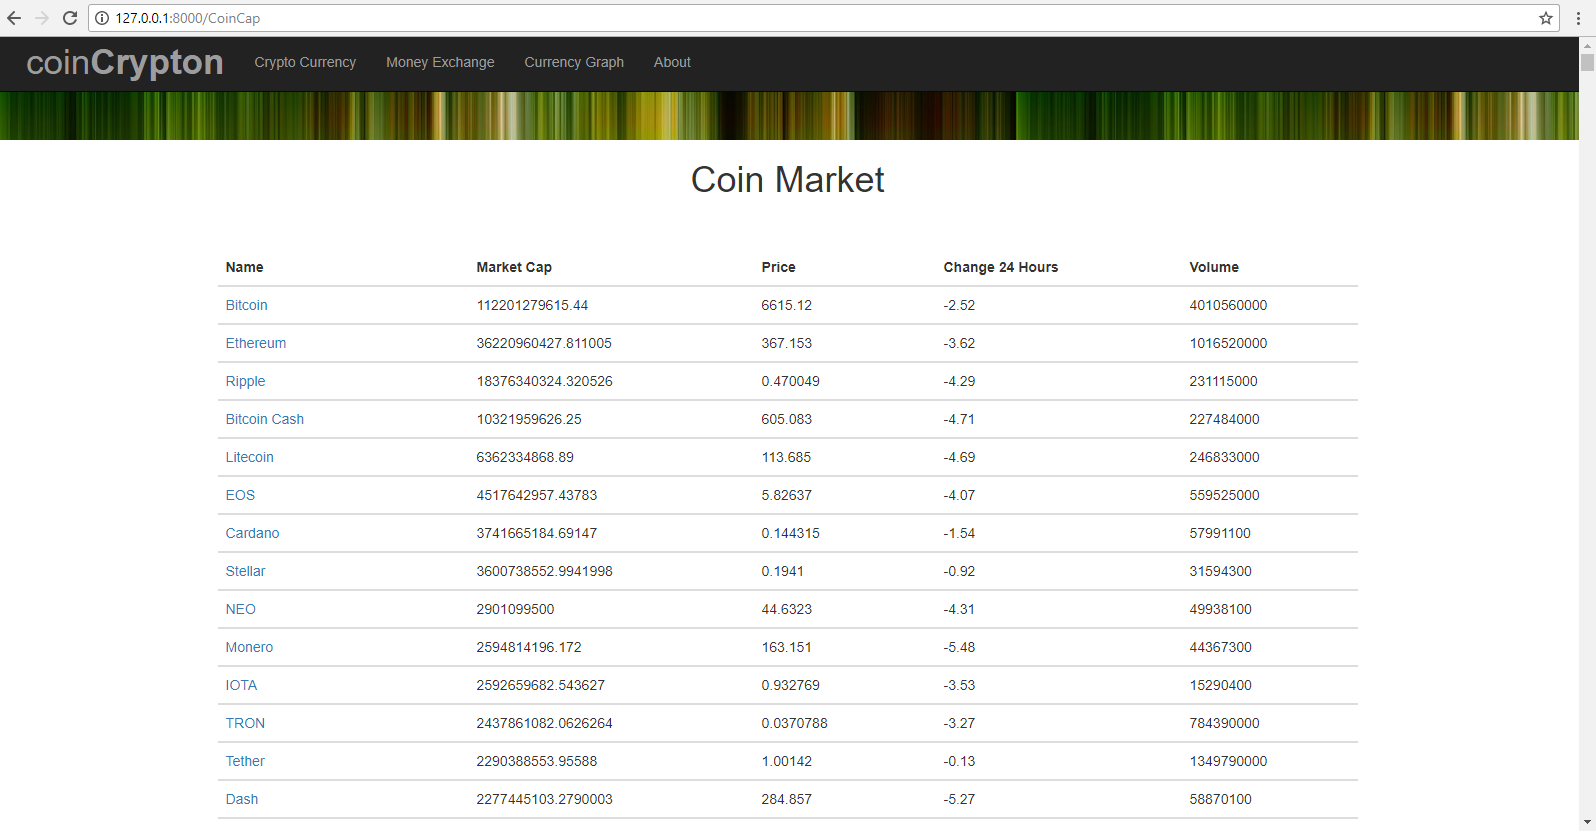 127.0.0.1:8000/CoinCap
coinCrypton Crypto Currency Money Exchange Currency Graph About
Coin Market
Name Market Cap Price Change 24 Hours Volume
Bitcoin 112201279615.44 6615.12 -2.52 4010560000
Ethereum 36220960427.811005 367.153 -3.62 1016520000
Ripple 18376340324.320526 0.470049 -4.29 231115000
Bitcoin Cash 10321959626.25 605.083 -4.71 227484000
Litecoin 6362334868.89 113.685 -4.69 246833000
EOS 4517642957.43783 5.82637 -4.07 559525000
Cardano 3741665184.69147 0.144315 -1.54 57991100
Stellar 3600738552.9941998 0.1941 -0.92 31594300
NEO 2901099500 44.6323 -4.31 49938100
Monero 2594814196.172 163.151 -5.48 44367300
IOTA 2592659682.543627 0.932769 -3.53 15290400
TRON 2437861082.0626264 0.0370788 -3.27 784390000
Tether 2290388553.95588 1.00142 -0.13 1349790000
Dash 2277445103.2790003 284.857 -5.27 58870100